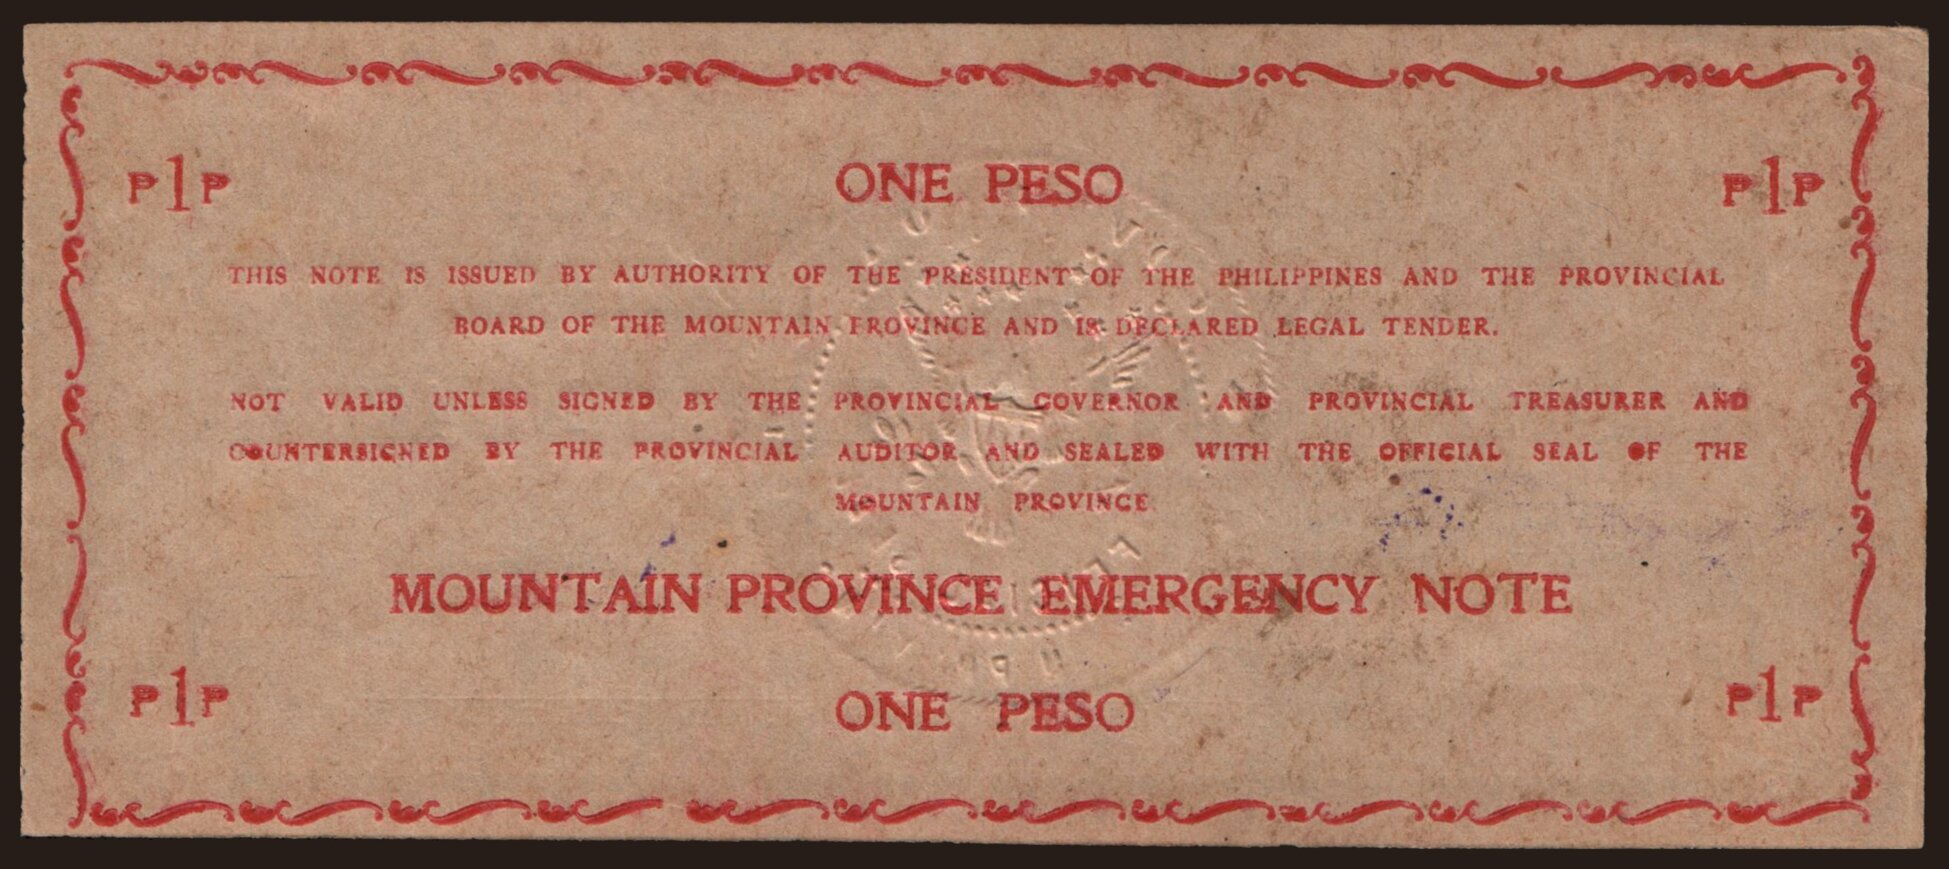 ONE PESO
P1P P1P
THIS NOTE IS ISSUED BY AUTHORITY OF THE PRESIDENT OF THE PHILIPPINES AND THE PROVINCIAL
BOARD OF THE MOUNTAIN PROVINCE AND IS DECLARED LEGAL TENDER.
NOT VALID UNLESS SIGNED BY THE PROVINCIAL GOVERNOR AND PROVINCIAL TREASURER AND
COUNTERSIGNED BY THE PROVINCIAL AUDITOR AND SEALED WITH THE OFFICIAL SEAL OF THE
MOUNTAIN PROVINCE
MOUNTAIN PROVINCE EMERGENCY NOTE
P1P P1P
ONE PESO